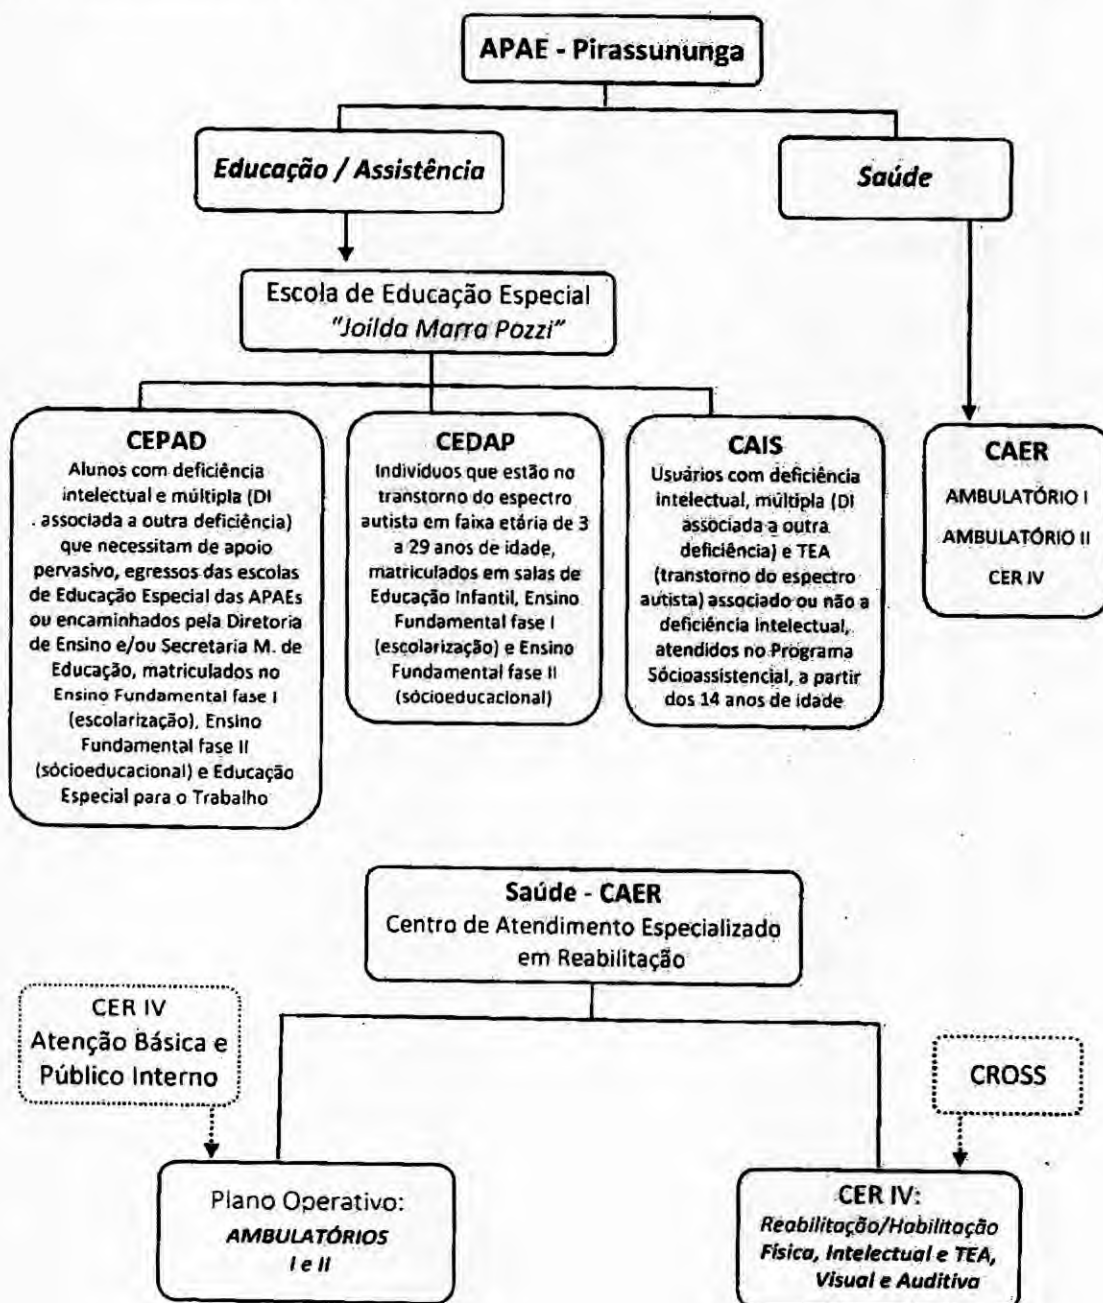 APAE - Pirassununga
Educação / Assistência
Saúde
Escola de Educação Especial
"Joilda Marra Pozzi"
CEPAD
Alunos com deficiência
intelectual e múltipla (DI
associada a outra deficiência)
que necessitam de apoio
pervasivo, egressos das escolas
de Educação Especial das APAEs
ou encaminhados pela Diretoria
de Ensino e/ou Secretaria M. de
Educação, matriculados no
Ensino Fundamental fase I
(escolarização), Ensino
Fundamental fase II
(sócioeducacional) e Educação
Especial para o Trabalho
CEDAP
Indivíduos que estão no
transtorno do espectro
autista em faixa etária de 3
a 29 anos de idade,
matriculados em salas de
Educação Infantil, Ensino
Fundamental fase I
(escolarização) e Ensino
Fundamental fase II
(sócioeducacional)
CAIS
Usuários com deficiência
intelectual, múltipla (DI
associada a outra
deficiência) e TEA
(transtorno do espectro
autista) associado ou não a
deficiência intelectual,
atendidos no Programa
Sócioassistencial, a partir
dos 14 anos de idade
CAER
AMBULATÓRIO I
AMBULATÓRIO II
CER IV
Saúde - CAER
Centro de Atendimento Especializado
em Reabilitação
CER IV
Atenção Básica e
Público Interno
CROSS
Plano Operativo:
AMBULATÓRIOS
I e II
CER IV:
Reabilitação/Habilitação
Física, Intelectual e TEA,
Visual e Auditiva